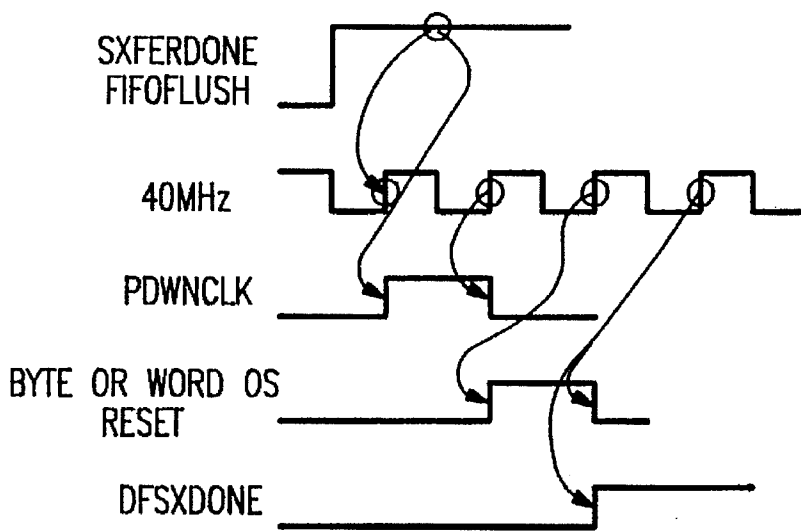 SXFERDONE
FIFOFLUSH
40MHz
PDWNCLK
BYTE OR WORD OS
RESET
DFSXDONE